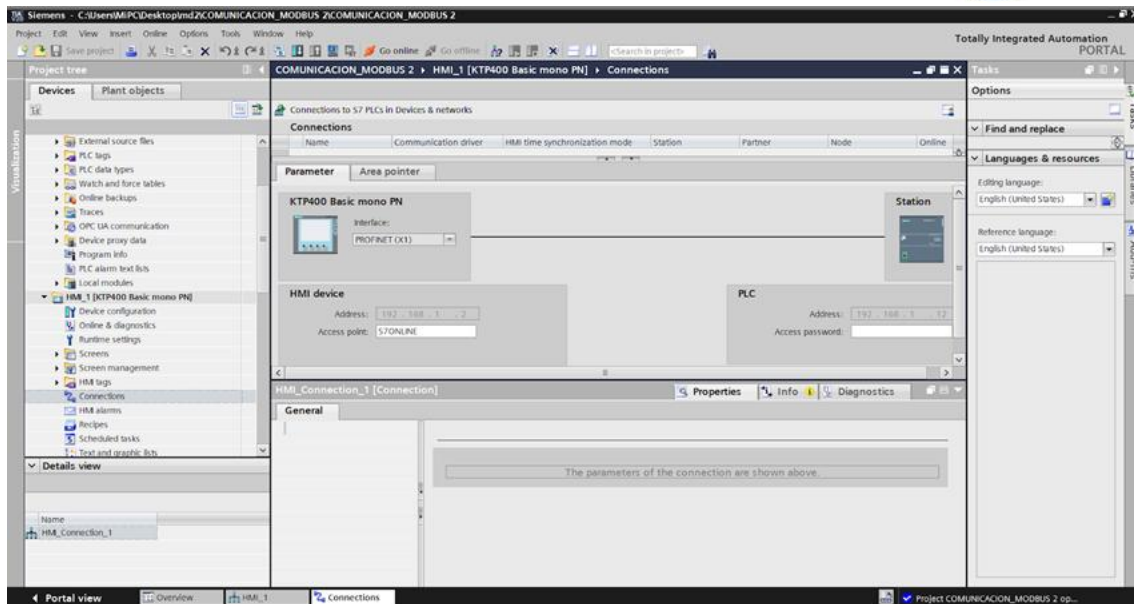 Siemens - C:\Users\MiPC\Desktop\md2\COMUNICACION_MODBUS 2\COMUNICACION_MODBUS 2
Project Edit View Insert Online Options Tools Window Help
Totally Integrated Automation
PORTAL
Save project
Go online
Go offline
<Search in project>
Project tree
COMUNICACION_MODBUS 2 HMI_1 [KTP400 Basic mono PN] Connections
Tasks
Devices
Plant objects
Options
Connections to S7 PLCs in Devices & networks
Connections
Name Communication driver HMI time synchronization mode Station Partner Node Online
Find and replace
Languages & resources
Editing language:
English (United States)
Reference language:
English (United States)
Visualization
Tasks
Libraries
Add-ins
External source files
PLC tags
PLC data types
Watch and force tables
Online backups
Traces
OPC UA communication
Device proxy data
Program info
PLC alarm text lists
Local modules
HMI_1 [KTP400 Basic mono PN]
Device configuration
Online & diagnostics
Runtime settings
Screens
Screen management
HMI tags
Connections
HMI alarms
Recipes
Scheduled tasks
Text and graphic lists
Parameter
Area pointer
KTP400 Basic mono PN
Station
Interface:
PROFINET (X1)
HMI device
PLC
Address: 192 . 168 . 1 . 2
Address: 192 . 168 . 1 . 12
Access point: S7ONLINE
Access password:
HMI_Connection_1 [Connection]
Properties
Info
Diagnostics
General
The parameters of the connection are shown above.
Details view
Name
HMI_Connection_1
Portal view
Overview
HMI_1
Connections
Project COMUNICACION_MODBUS 2 op...